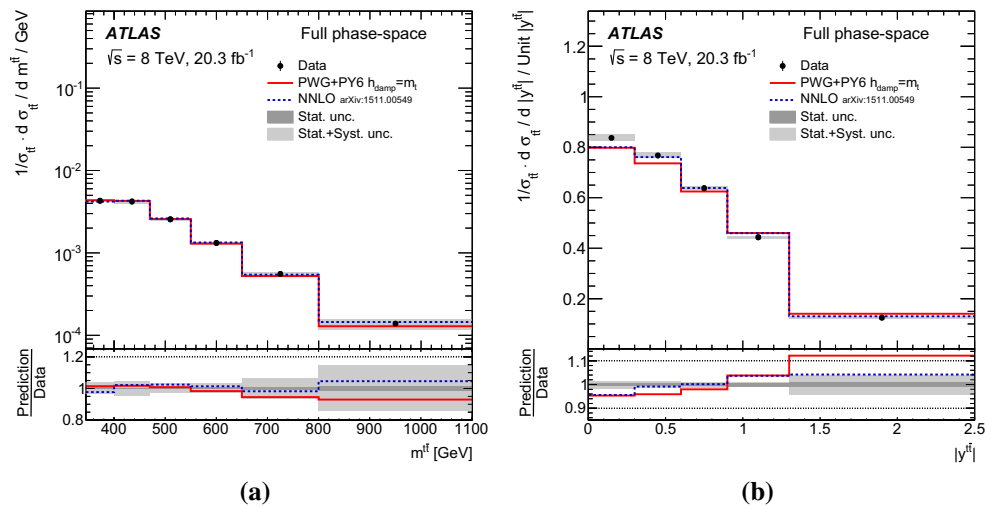 ATLAS Full phase-space
√s = 8 TeV, 20.3 fb⁻¹
Data
PWG+PY6 h_damp=m_t
NNLO arXiv:1511.00549
Stat. unc.
Stat.+Syst. unc.
1/σ_tt̄ · d σ_tt̄ / d m^tt̄ / GeV
10⁻¹
10⁻²
10⁻³
10⁻⁴
Prediction
Data
1.2
1
0.8
400 500 600 700 800 900 1000 1100
m^tt̄ [GeV]
(a)
ATLAS Full phase-space
√s = 8 TeV, 20.3 fb⁻¹
Data
PWG+PY6 h_damp=m_t
NNLO arXiv:1511.00549
Stat. unc.
Stat.+Syst. unc.
1/σ_tt̄ · d σ_tt̄ / d |y^tt̄| / Unit |y^tt̄|
1.2
1
0.8
0.6
0.4
0.2
Prediction
Data
1.1
1
0.9
0 0.5 1 1.5 2 2.5
|y^tt̄|
(b)